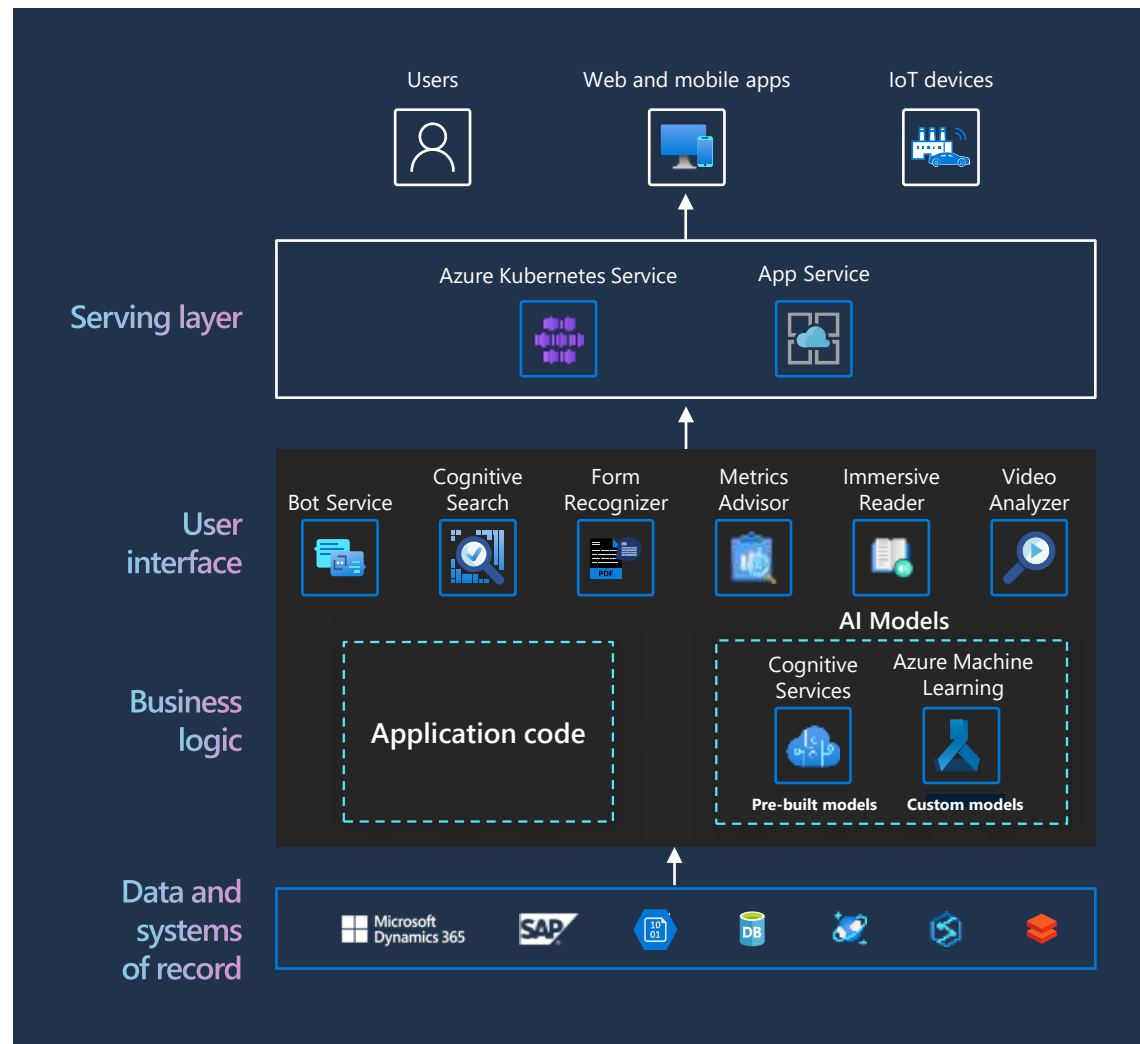 Users
Web and mobile apps
IoT devices
Serving layer
Azure Kubernetes Service
App Service
User
interface
Bot Service
Cognitive
Search
Form
Recognizer
PDF
Metrics
Advisor
Immersive
Reader
Video
Analyzer
Business
logic
Application code
AI Models
Cognitive
Services
Pre-built models
Azure Machine
Learning
Custom models
Data and
systems
of record
Microsoft
Dynamics 365
SAP
10
01
DB